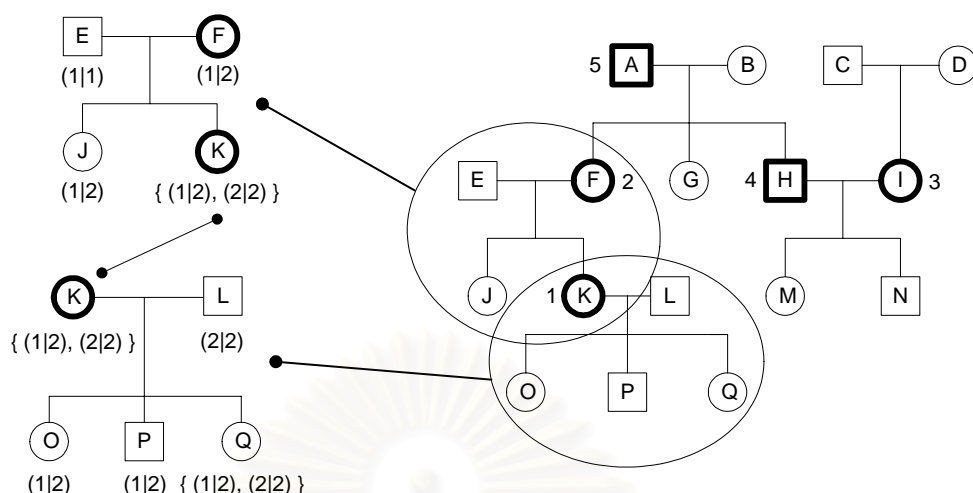 E F
(1|1) (1|2)
J K
(1|2) { (1|2), (2|2) }
K L
{ (1|2), (2|2) } (2|2)
O P Q
(1|2) (1|2) { (1|2), (2|2) }
5 A B C D
E F 2 G 4 H I 3
J 1 K L M N
O P Q